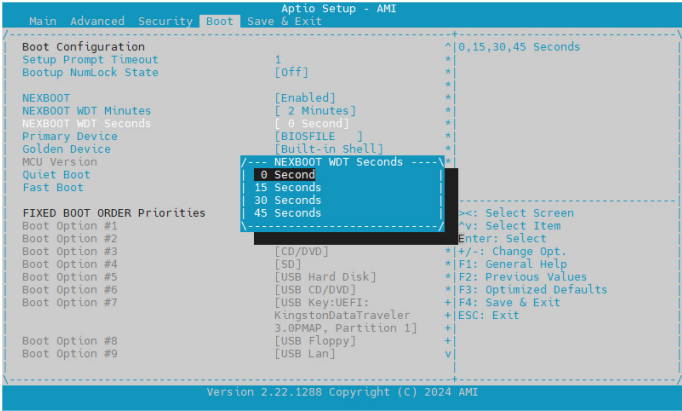 Aptio Setup - AMI
Main Advanced Security Boot Save & Exit
/---------------------------------------------------------------+--------------------------------\
Boot Configuration ^|0,15,30,45 Seconds
Setup Prompt Timeout 1 *|
Bootup NumLock State [Off] *|
*|
NEXBOOT [Enabled] *|
NEXBOOT WDT Minutes [ 2 Minutes] *|
NEXBOOT WDT Seconds [ 0 Second] *|
Primary Device [BIOSFILE ] *|
Golden Device [Built-in Shell] *|
MCU Version /--- NEXBOOT WDT Seconds ----\ *|
Quiet Boot | 0 Second |
Fast Boot | 15 Seconds |
| 30 Seconds |
FIXED BOOT ORDER Priorities | 45 Seconds | ><: Select Screen
Boot Option #1 \----------------------------/ ^v: Select Item
Boot Option #2 Enter: Select
Boot Option #3 [CD/DVD] *|+/-: Change Opt.
Boot Option #4 [SD] *|F1: General Help
Boot Option #5 [USB Hard Disk] *|F2: Previous Values
Boot Option #6 [USB CD/DVD] *|F3: Optimized Defaults
Boot Option #7 [USB Key:UEFI: +|F4: Save & Exit
KingstonDataTraveler +|ESC: Exit
3.0PMAP, Partition 1] +|
Boot Option #8 [USB Floppy] +|
Boot Option #9 [USB Lan] v|
\---------------------------------------------------------------+--------------------------------/
Version 2.22.1288 Copyright (C) 2024 AMI